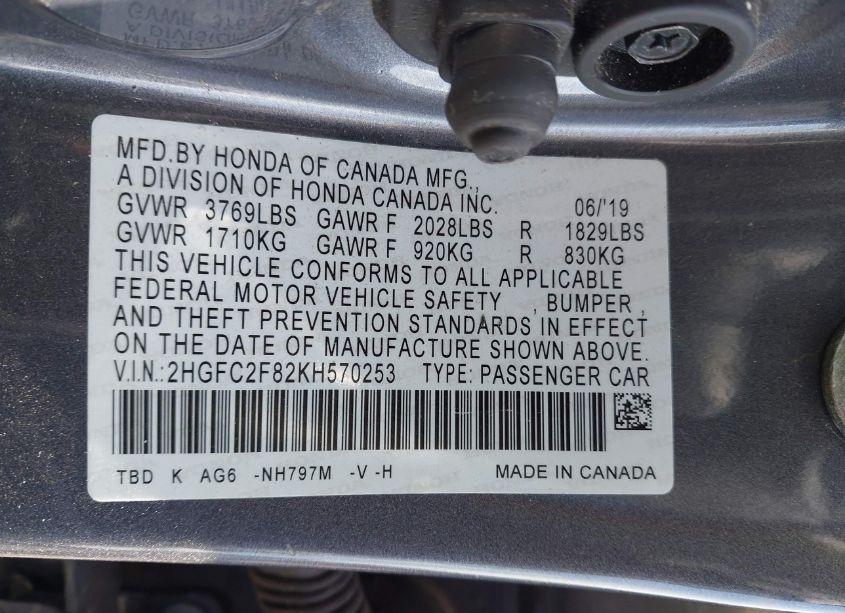 MFD.BY HONDA OF CANADA MFG.,
A DIVISION OF HONDA CANADA INC. 06/'19
GVWR 3769LBS GAWR F 2028LBS R 1829LBS
GVWR 1710KG GAWR F 920KG R 830KG
THIS VEHICLE CONFORMS TO ALL APPLICABLE
FEDERAL MOTOR VEHICLE SAFETY , BUMPER ,
AND THEFT PREVENTION STANDARDS IN EFFECT
ON THE DATE OF MANUFACTURE SHOWN ABOVE.
V.I.N.:2HGFC2F82KH570253 TYPE: PASSENGER CAR
TBD K AG6 -NH797M -V -H MADE IN CANADA